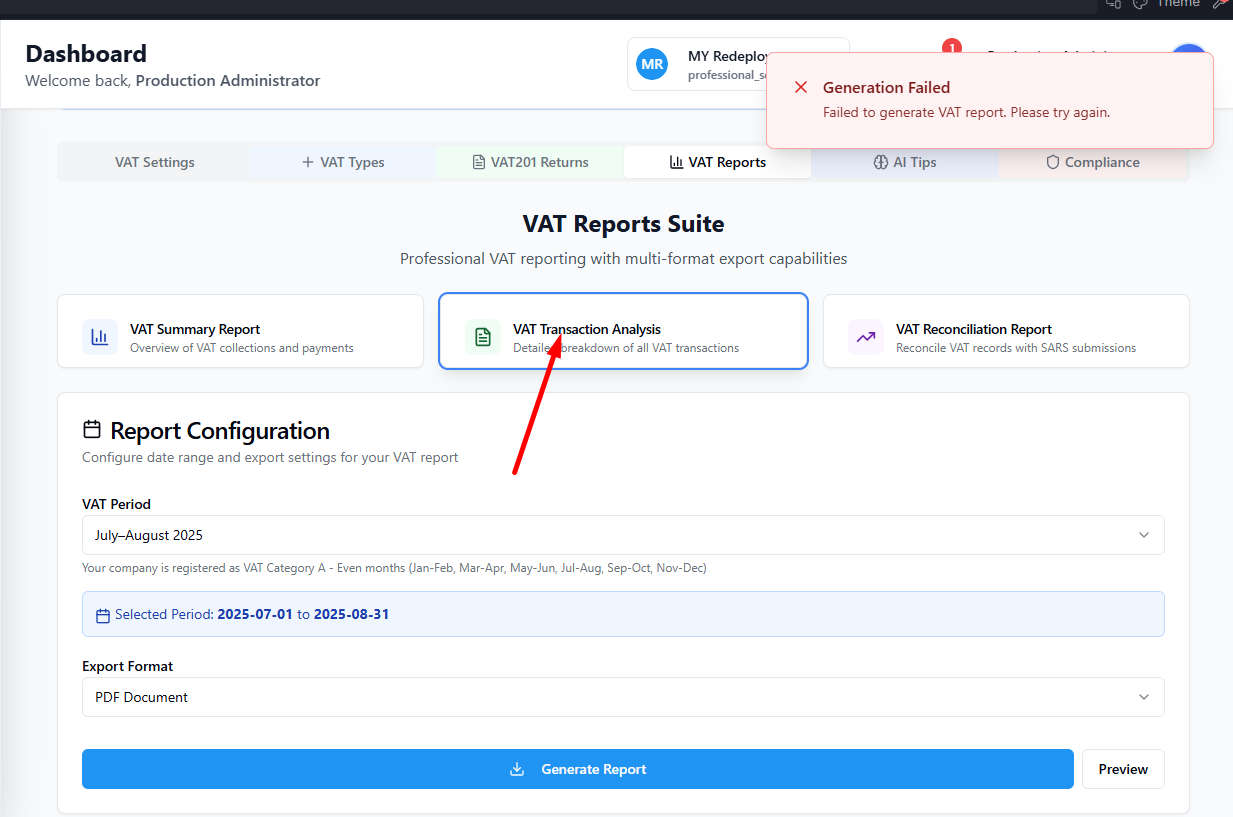 Theme
Dashboard
Welcome back, Production Administrator
MR
MY Redeploy
professional_s
1
Generation Failed
Failed to generate VAT report. Please try again.
VAT Settings
VAT Types
VAT201 Returns
VAT Reports
AI Tips
Compliance
VAT Reports Suite
Professional VAT reporting with multi-format export capabilities
VAT Summary Report
Overview of VAT collections and payments
VAT Transaction Analysis
Detailed breakdown of all VAT transactions
VAT Reconciliation Report
Reconcile VAT records with SARS submissions
Report Configuration
Configure date range and export settings for your VAT report
VAT Period
July–August 2025
Your company is registered as VAT Category A - Even months (Jan-Feb, Mar-Apr, May-Jun, Jul-Aug, Sep-Oct, Nov-Dec)
Selected Period: 2025-07-01 to 2025-08-31
Export Format
PDF Document
Generate Report
Preview